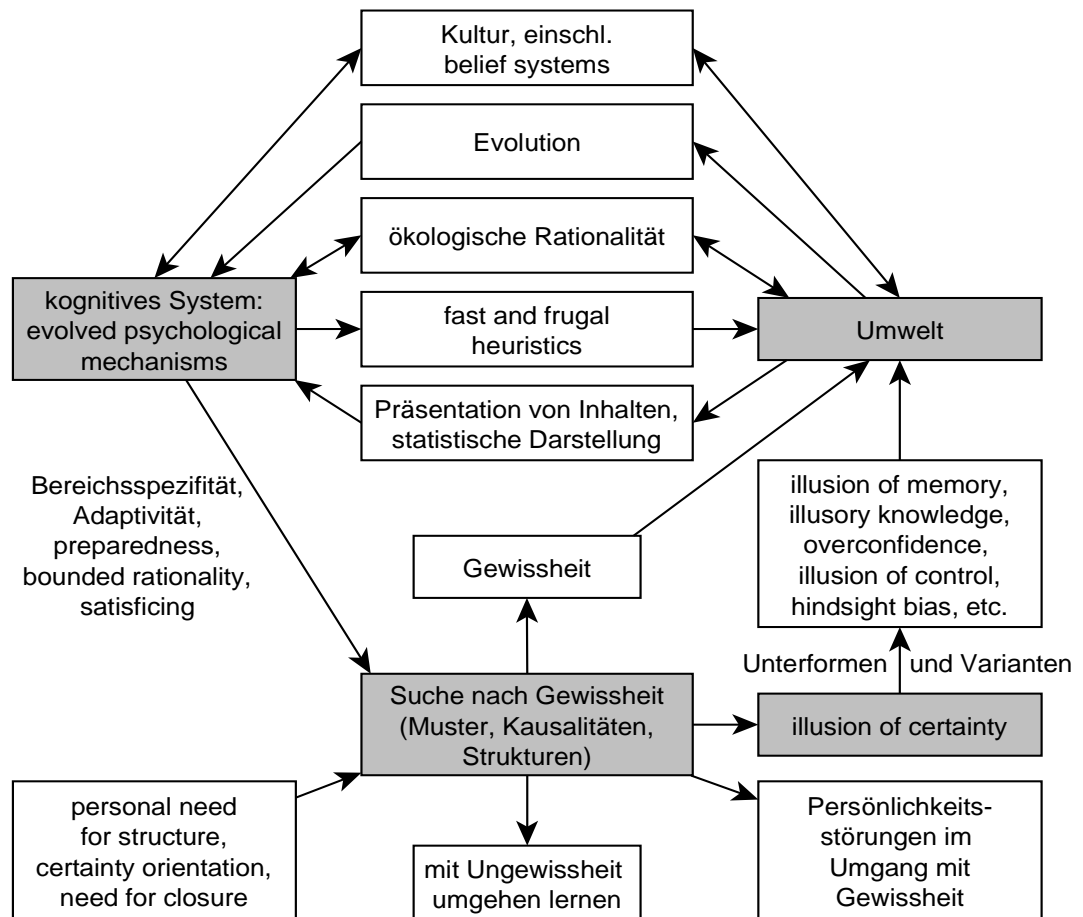 Kultur, einschl.
belief systems
Evolution
ökologische Rationalität
kognitives System:
evolved psychological
mechanisms
fast and frugal
heuristics
Umwelt
Präsentation von Inhalten,
statistische Darstellung
Bereichsspezifität,
Adaptivität,
preparedness,
bounded rationality,
satisficing
illusion of memory,
illusory knowledge,
overconfidence,
illusion of control,
hindsight bias, etc.
Gewissheit
Unterformen und Varianten
Suche nach Gewissheit
(Muster, Kausalitäten,
Strukturen)
illusion of certainty
personal need
for structure,
certainty orientation,
need for closure
mit Ungewissheit
umgehen lernen
Persönlichkeits-
störungen im
Umgang mit
Gewissheit